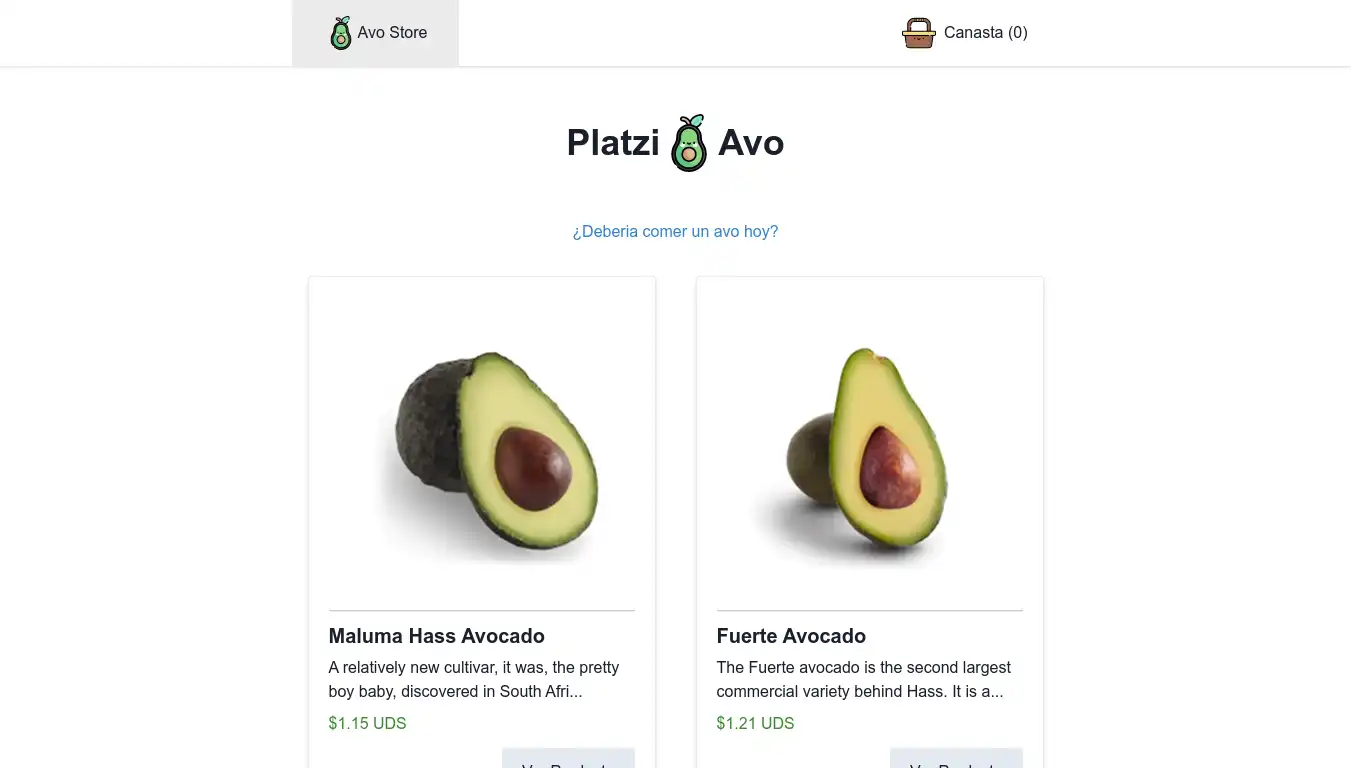 Avo Store
Canasta (0)
Platzi Avo
¿Deberia comer un avo hoy?
Maluma Hass Avocado
A relatively new cultivar, it was, the pretty
boy baby, discovered in South Afri...
$1.15 UDS
Fuerte Avocado
The Fuerte avocado is the second largest
commercial variety behind Hass. It is a...
$1.21 UDS